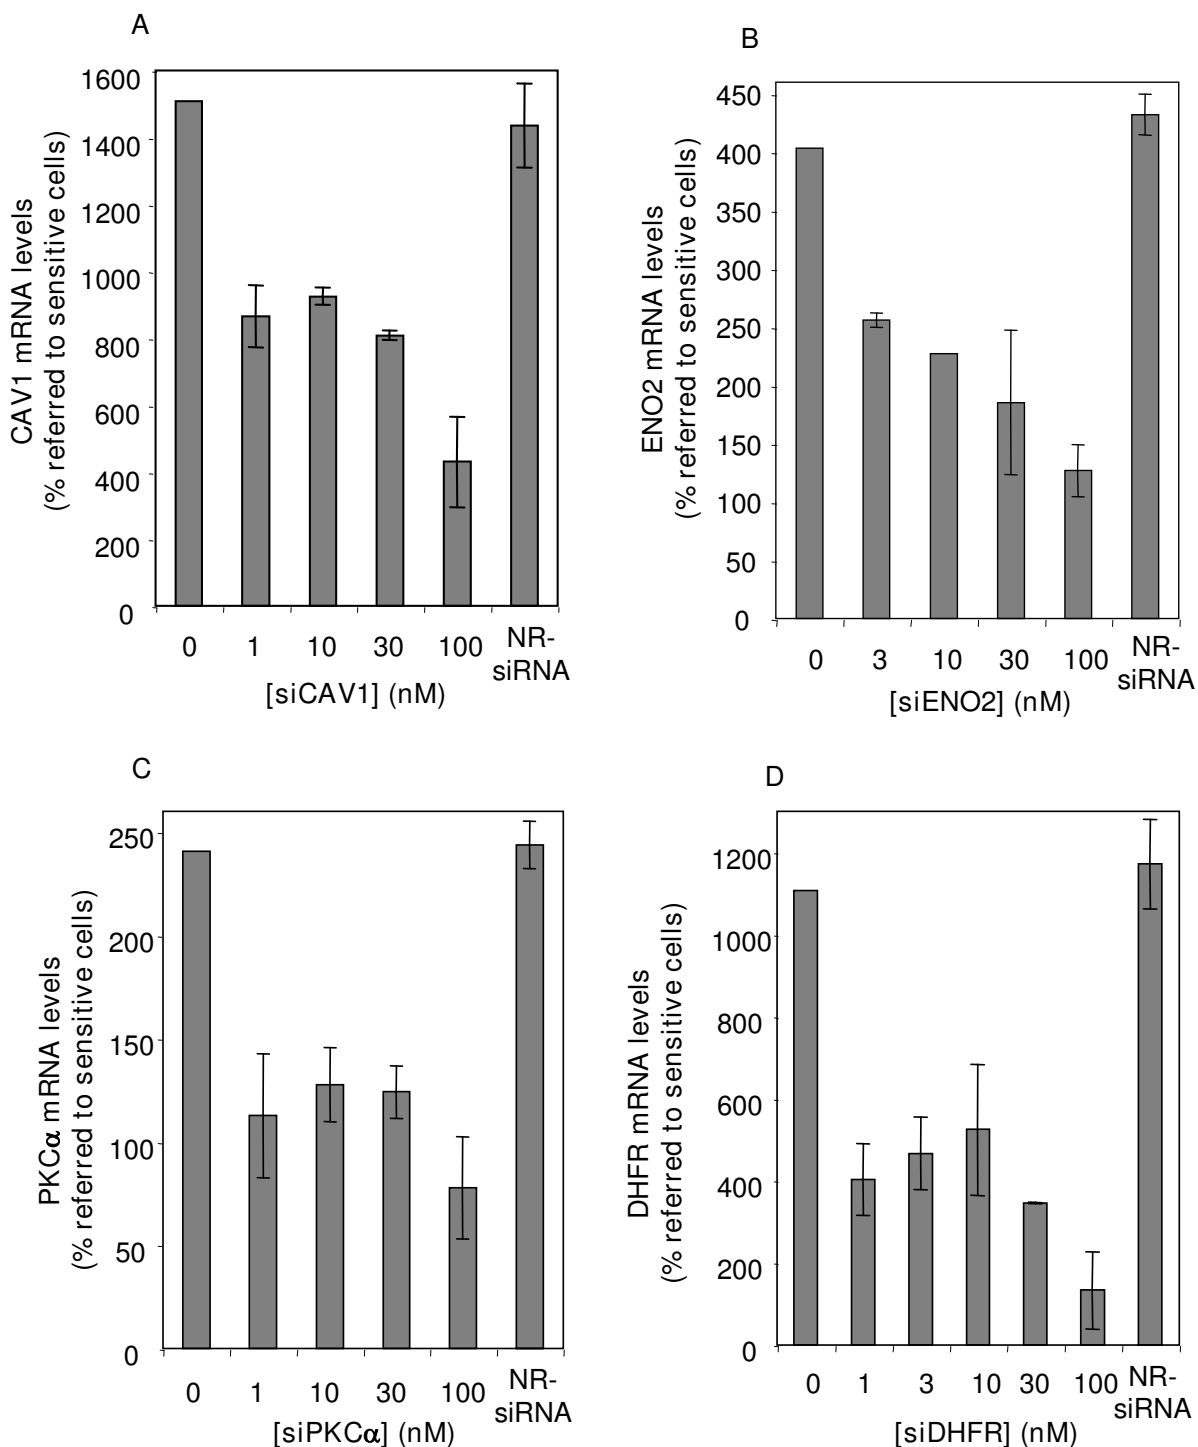 A
CAV1 mRNA levels
(% referred to sensitive cells)
1600
1400
1200
1000
800
600
400
200
0
0 1 10 30 100 NR-siRNA
[siCAV1] (nM)
B
ENO2 mRNA levels
(% referred to sensitive cells)
450
400
350
300
250
200
150
100
50
0
0 3 10 30 100 NR-siRNA
[siENO2] (nM)
C
PKCα mRNA levels
(% referred to sensitive cells)
250
200
150
100
50
0
0 1 10 30 100 NR-siRNA
[siPKCα] (nM)
D
DHFR mRNA levels
(% referred to sensitive cells)
1200
1000
800
600
400
200
0
0 1 3 10 30 100 NR-siRNA
[siDHFR] (nM)